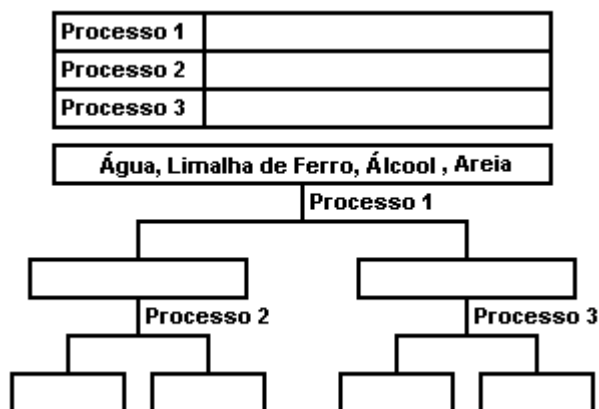 Processo 1
Processo 2
Processo 3
Água, Limalha de Ferro, Álcool , Areia
Processo 1
Processo 2
Processo 3